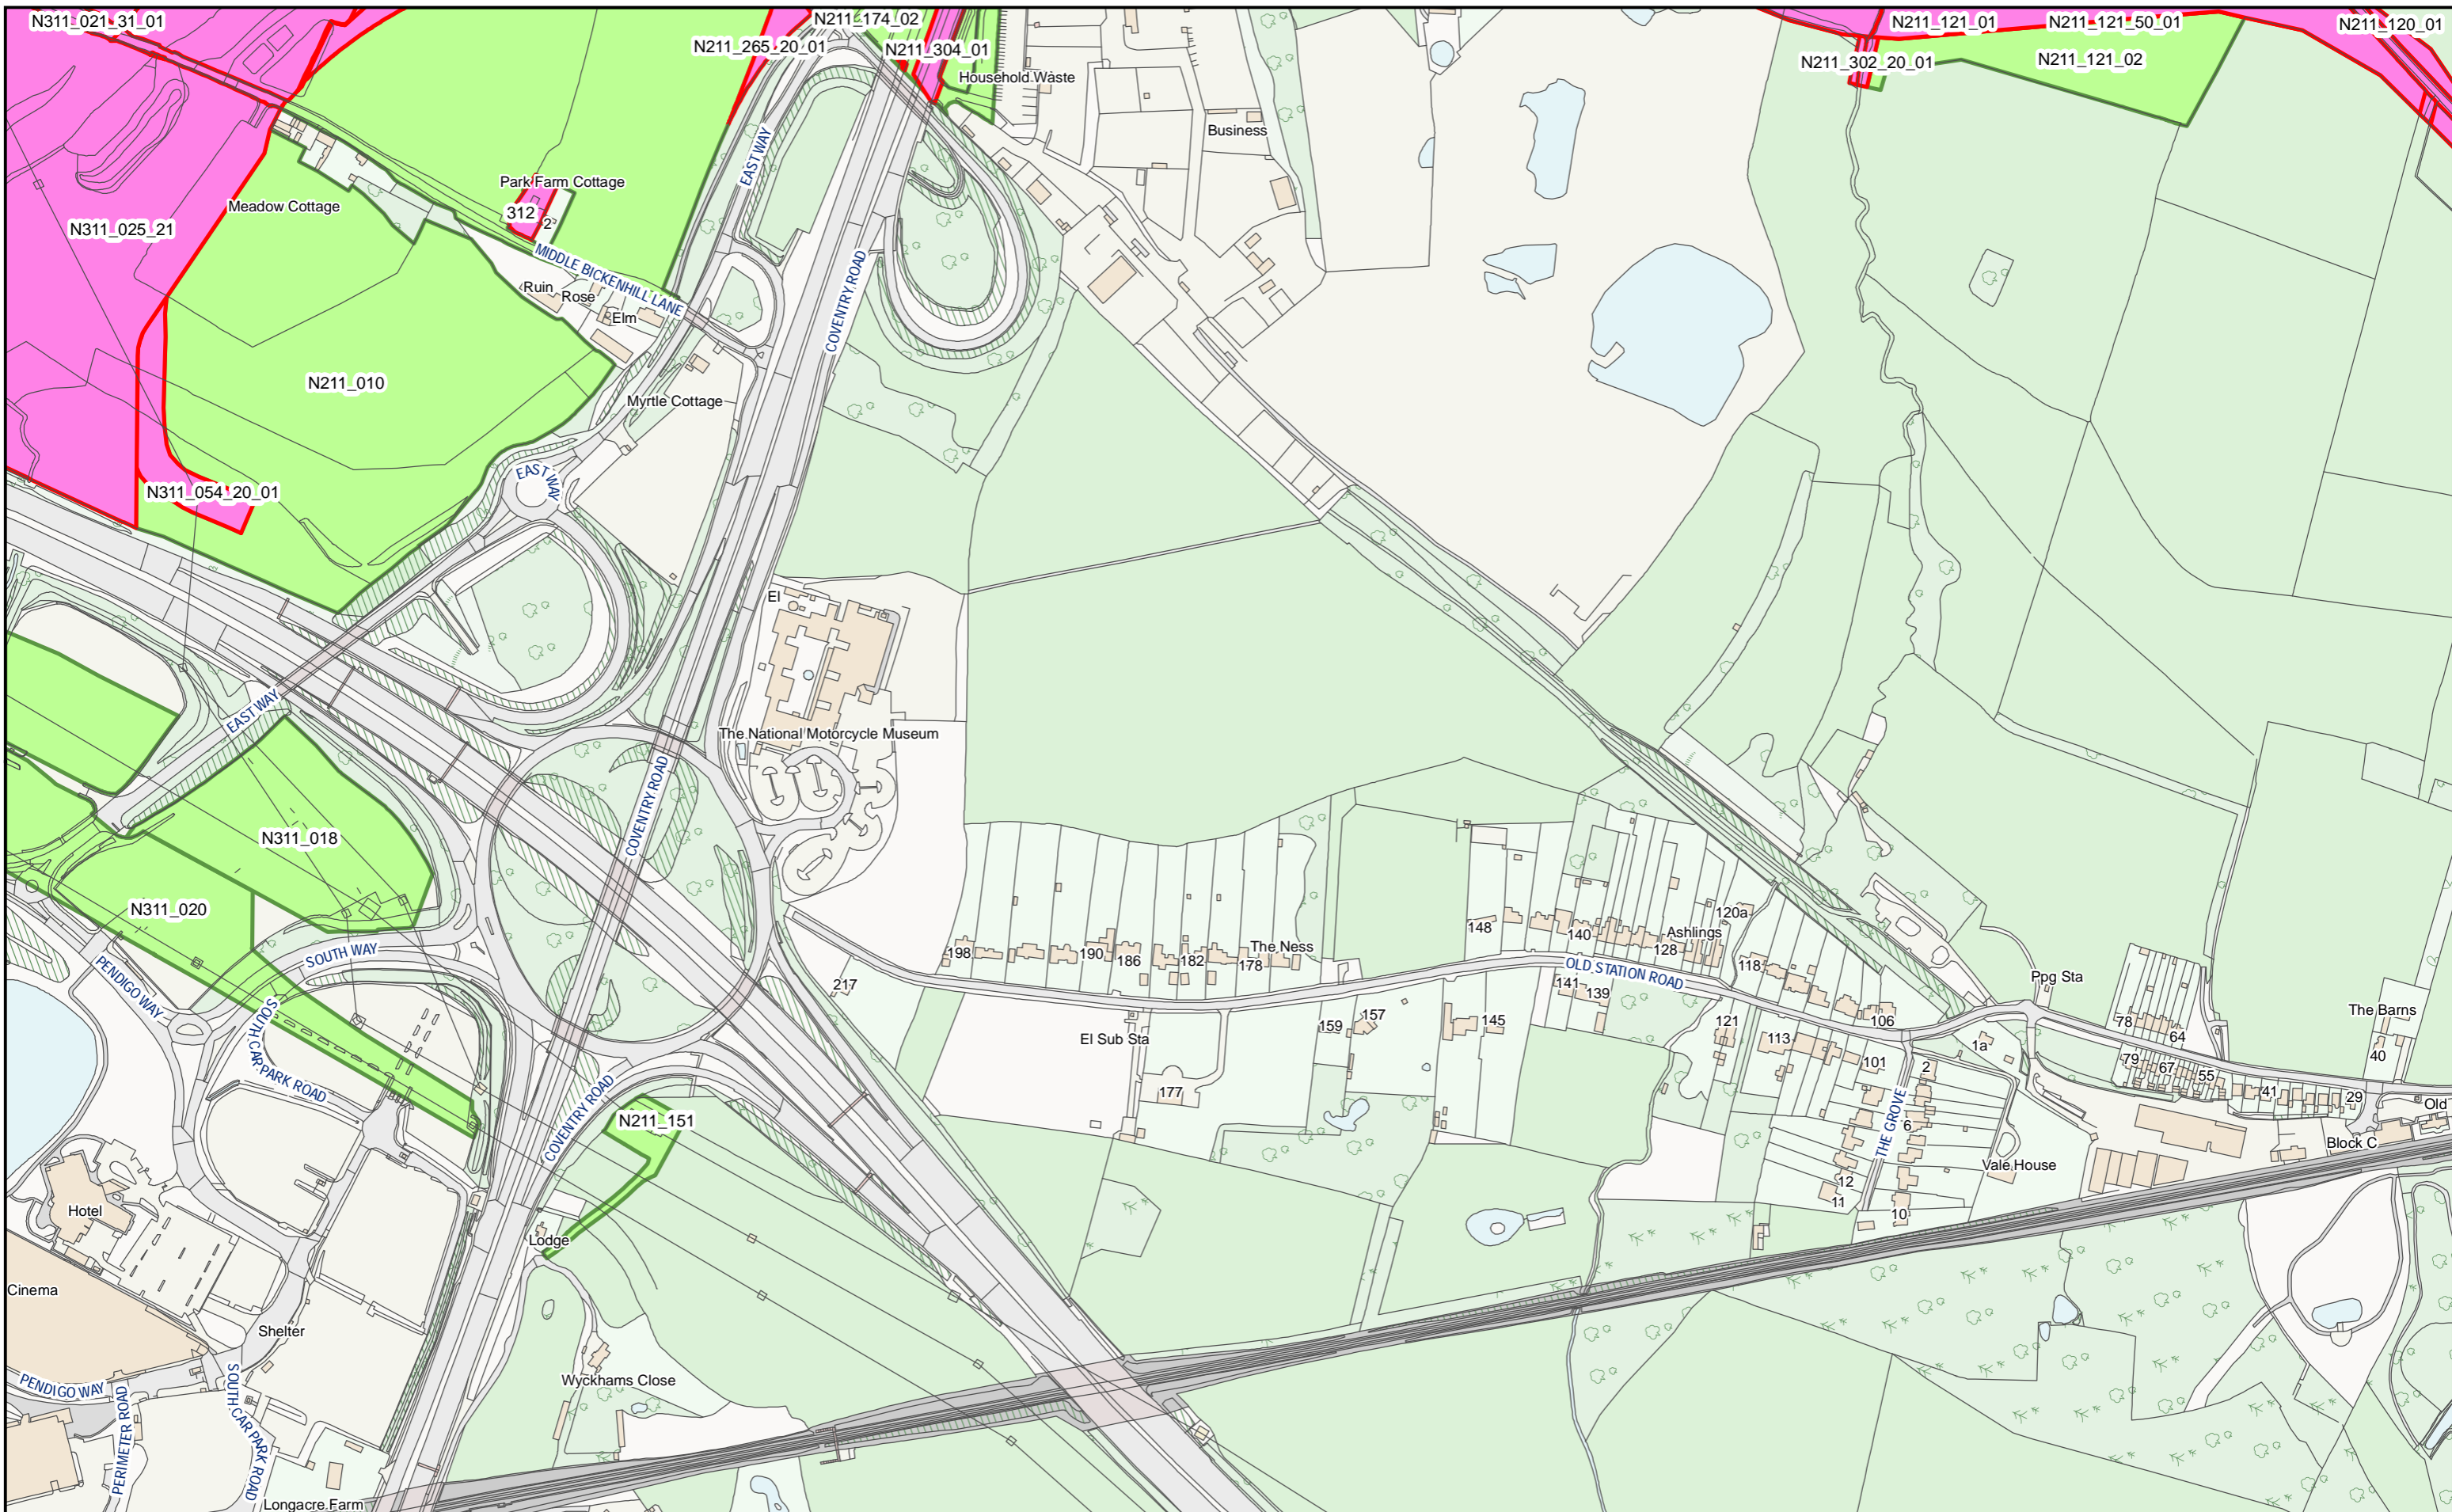 N311_021_31_01
N211_174_02
N211_265_20_01
N211_304_01
N211_121_01
N211_121_50_01
N211_120_01
N211_302_20_01
N211_121_02
Household Waste
Business
EASTWAY
Park Farm Cottage
Meadow Cottage
312
2
N311_025_21
MIDDLE BICKENHILL LANE
COVENTRY ROAD
Ruin
Rose
Elm
N211_010
Myrtle Cottage
EAST WAY
N311_054_20_01
El
EAST WAY
The National Motorcycle Museum
COVENTRY ROAD
N311_018
N311_020
SOUTH WAY
PENDIGO WAY
SOUTH CAR PARK ROAD
217
198
190
186
182
178
The Ness
148
140
128
Ashlings
120a
118
OLD STATION ROAD
141
139
159
157
145
121
113
106
101
1a
2
Ppg Sta
78
64
79
67
55
41
29
The Barns
40
Old
Block C
El Sub Sta
177
COVENTRY ROAD
N211_151
THE GROVE
6
12
11
10
Vale House
Hotel
Lodge
Cinema
Shelter
PENDIGO WAY
PERIMETER ROAD
SOUTH CAR PARK ROAD
Wyckhams Close
Longacre Farm